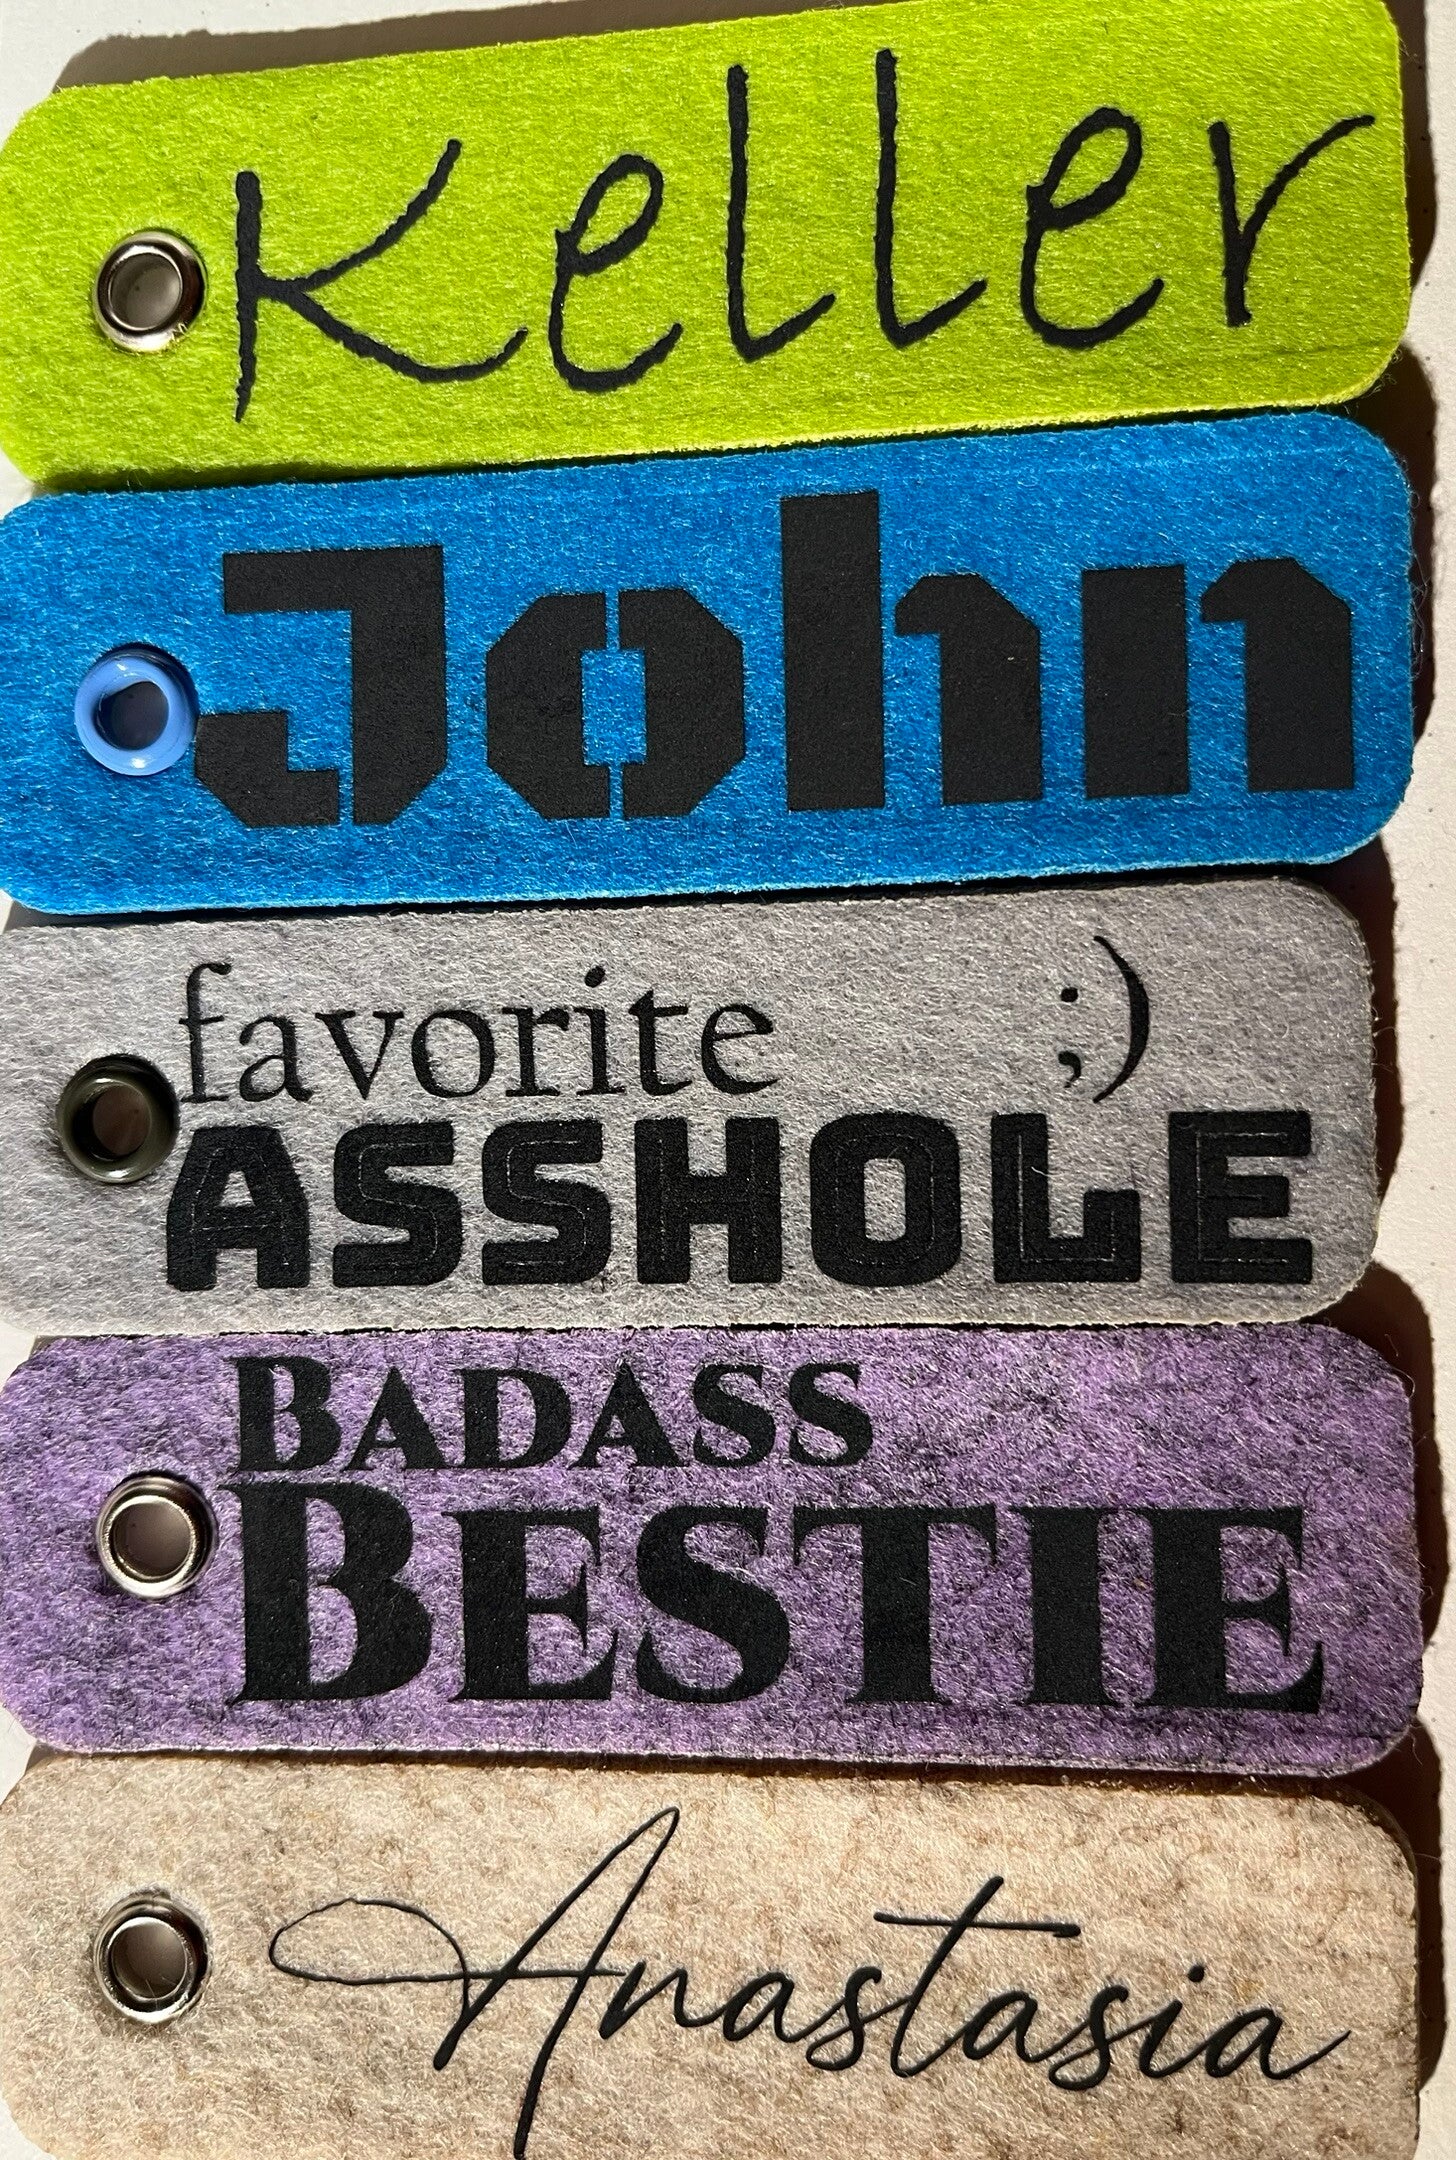 Keller
John
favorite ;)
ASSHOLE
BADASS
BESTIE
Anastasia